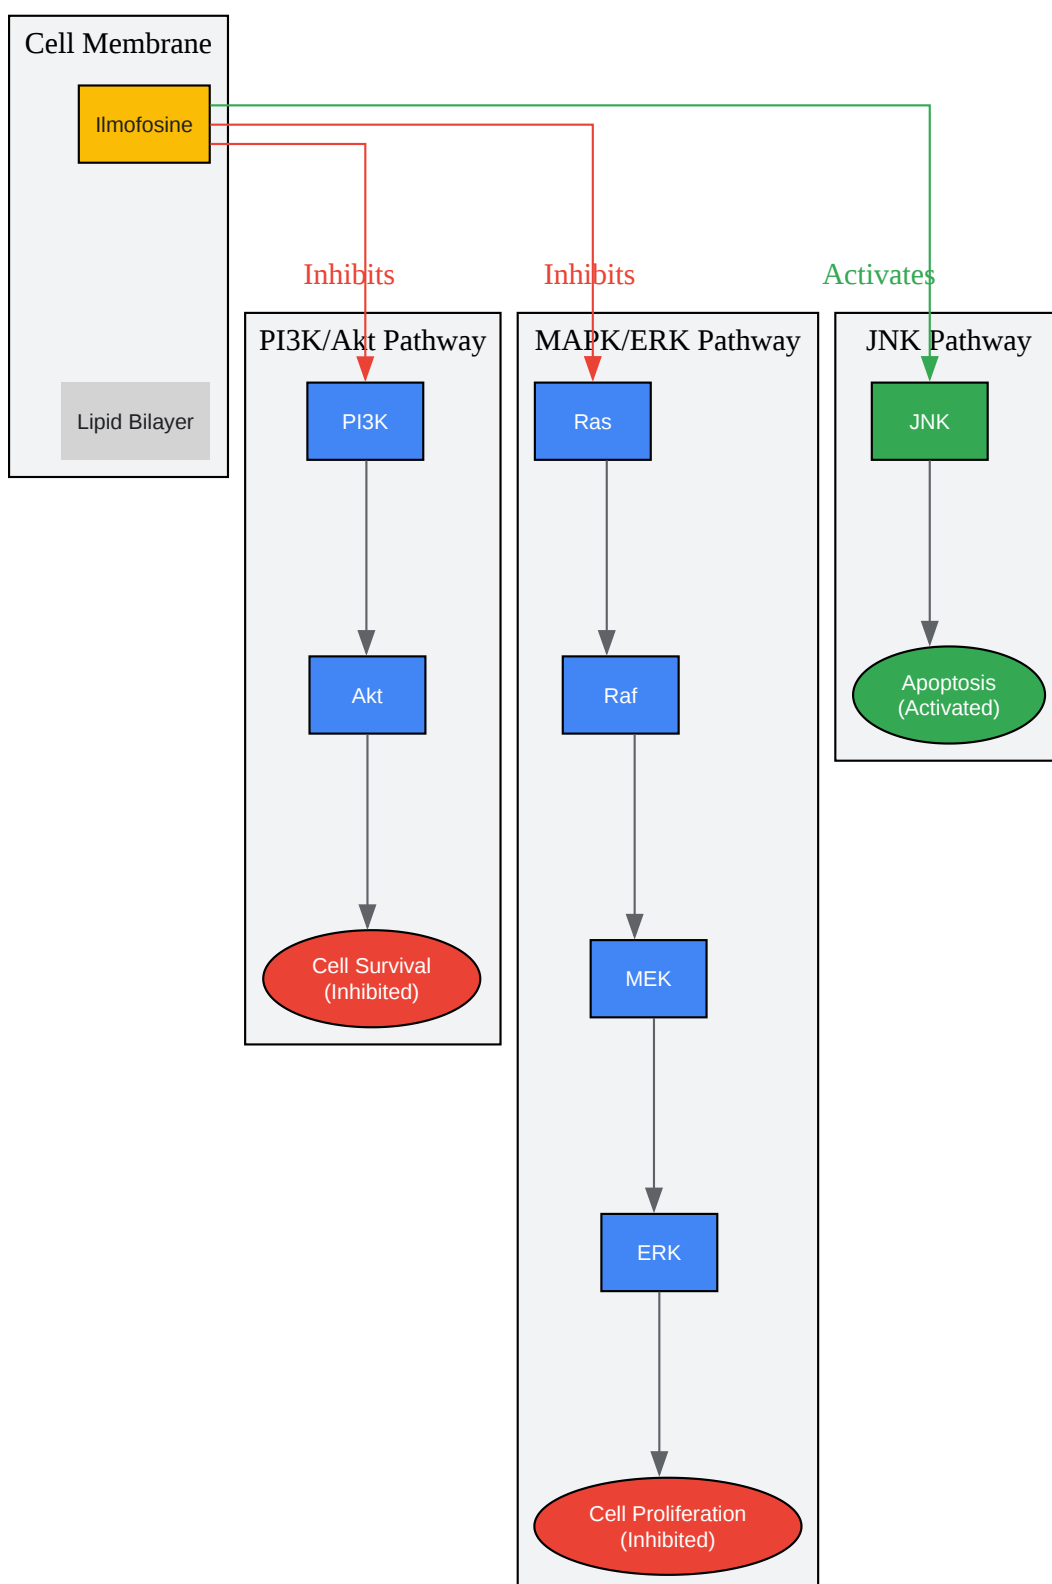 Cell Membrane
Ilmofosine
Inhibits
Inhibits
Activates
PI3K/Akt Pathway
MAPK/ERK Pathway
JNK Pathway
Lipid Bilayer
PI3K
Ras
JNK
Akt
Raf
Apoptosis
(Activated)
Cell Survival
(Inhibited)
MEK
ERK
Cell Proliferation
(Inhibited)